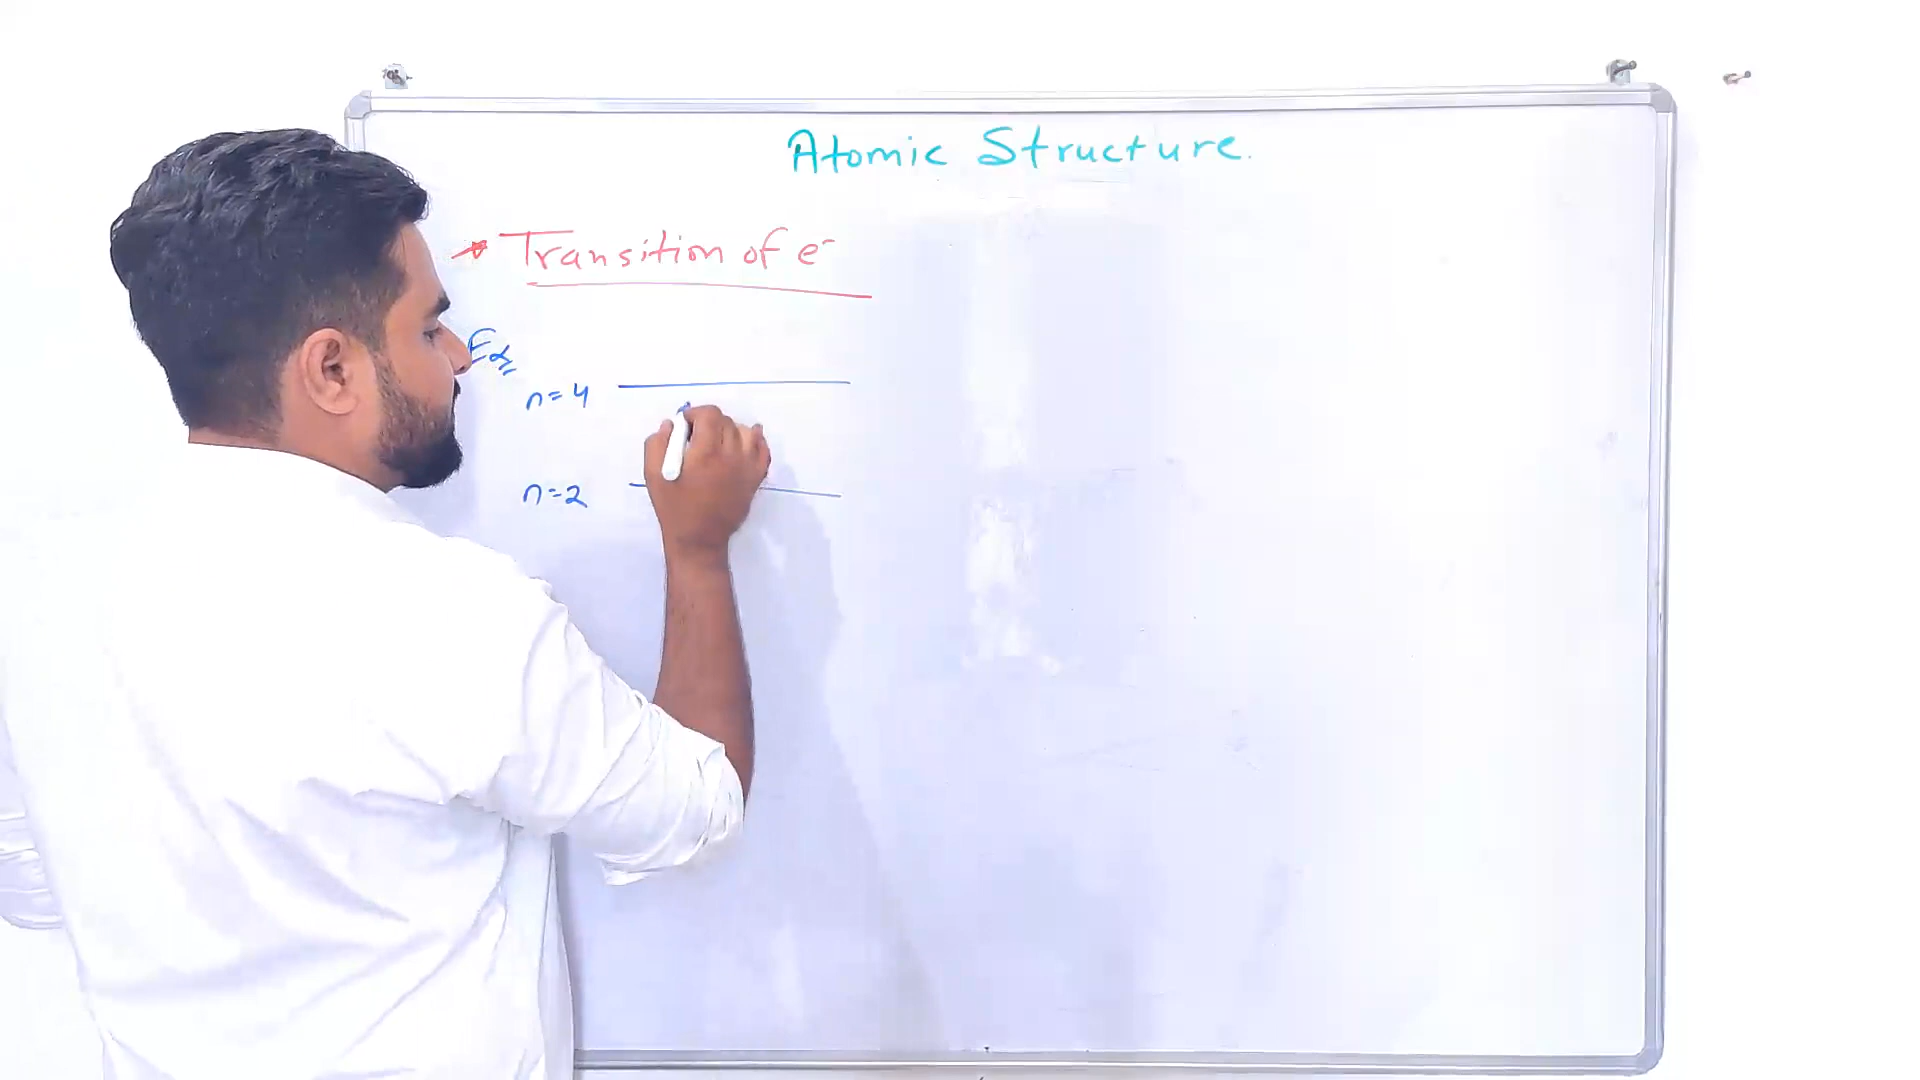 Atomic Structure.
* Transition of e⁻
Ex,,
n=4
n=2